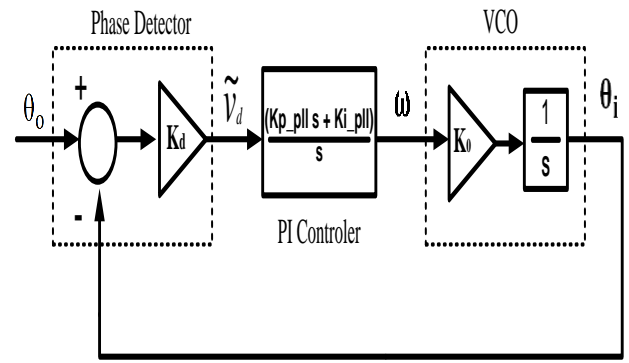 Phase Detector
VCO
+
θo
Kd
ṽd
(Kp_pll s + Ki_pll)
s
ω
K0
1
s
θi
-
PI Controler